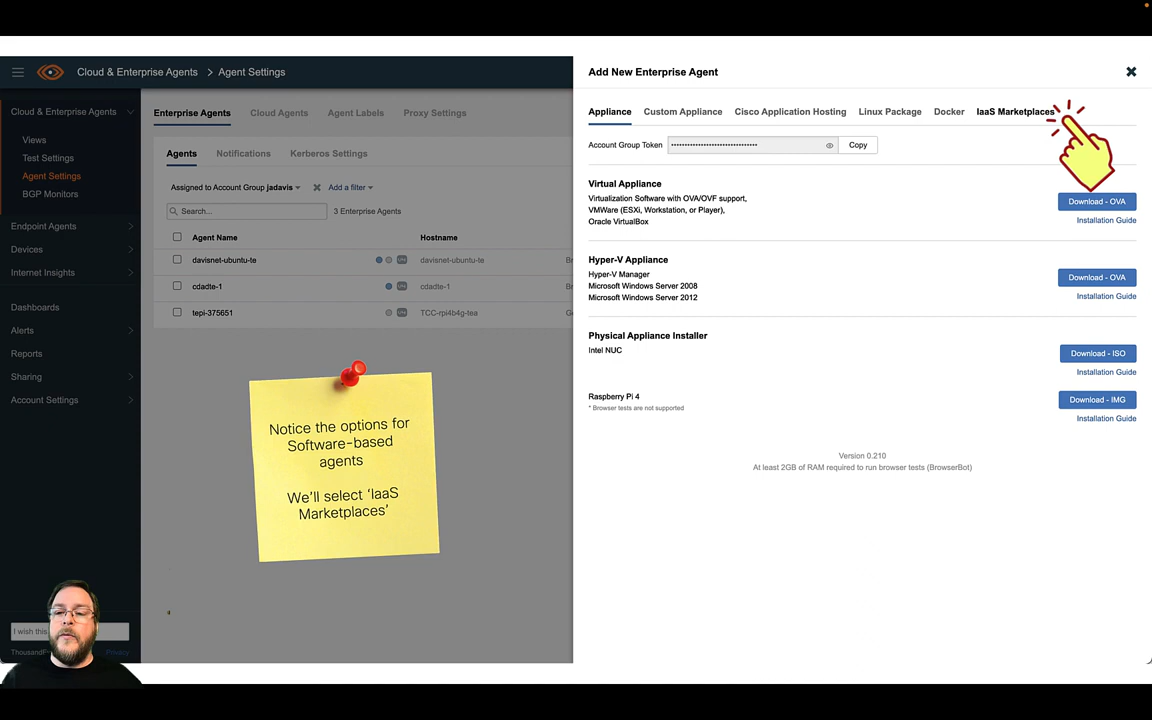 Cloud & Enterprise Agents > Agent Settings
Cloud & Enterprise Agents
Views
Test Settings
Agent Settings
BGP Monitors
Endpoint Agents
Devices
Internet Insights
Dashboards
Alerts
Reports
Sharing
Account Settings
I wish this
Privacy
Enterprise Agents Cloud Agents Agent Labels Proxy Settings
Agents Notifications Kerberos Settings
Assigned to Account Group jadavis Add a filter
Search... 3 Enterprise Agents
Agent Name Hostname
davisnet-ubuntu-te davisnet-ubuntu-te
cdadte-1 cdadte-1
tepi-375651 TCC-rpi4b4g-tea
Notice the options for
Software-based
agents
We'll select 'IaaS
Marketplaces'
Add New Enterprise Agent
Appliance Custom Appliance Cisco Application Hosting Linux Package Docker IaaS Marketplaces
Account Group Token Copy
Virtual Appliance
Virtualization Software with OVA/OVF support,
VMWare (ESXi, Workstation, or Player),
Oracle VirtualBox
Download - OVA
Installation Guide
Hyper-V Appliance
Hyper-V Manager
Microsoft Windows Server 2008
Microsoft Windows Server 2012
Download - OVA
Installation Guide
Physical Appliance Installer
Intel NUC
Download - ISO
Installation Guide
Raspberry Pi 4
* Browser tests are not supported
Download - IMG
Installation Guide
Version 0.210
At least 2GB of RAM required to run browser tests (BrowserBot)